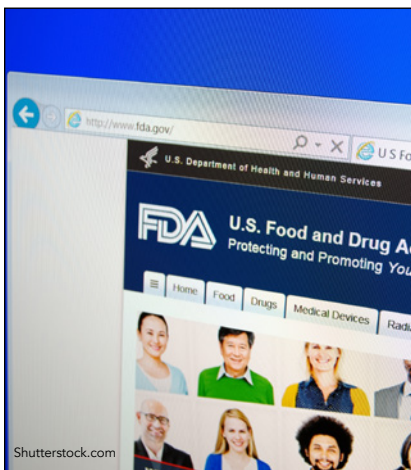 http://www.fda.gov/
U S Fo
U.S. Department of Health and Human Services
FDA
U.S. Food and Drug A
Protecting and Promoting You
Home Food Drugs Medical Devices Radi
Shutterstock.com